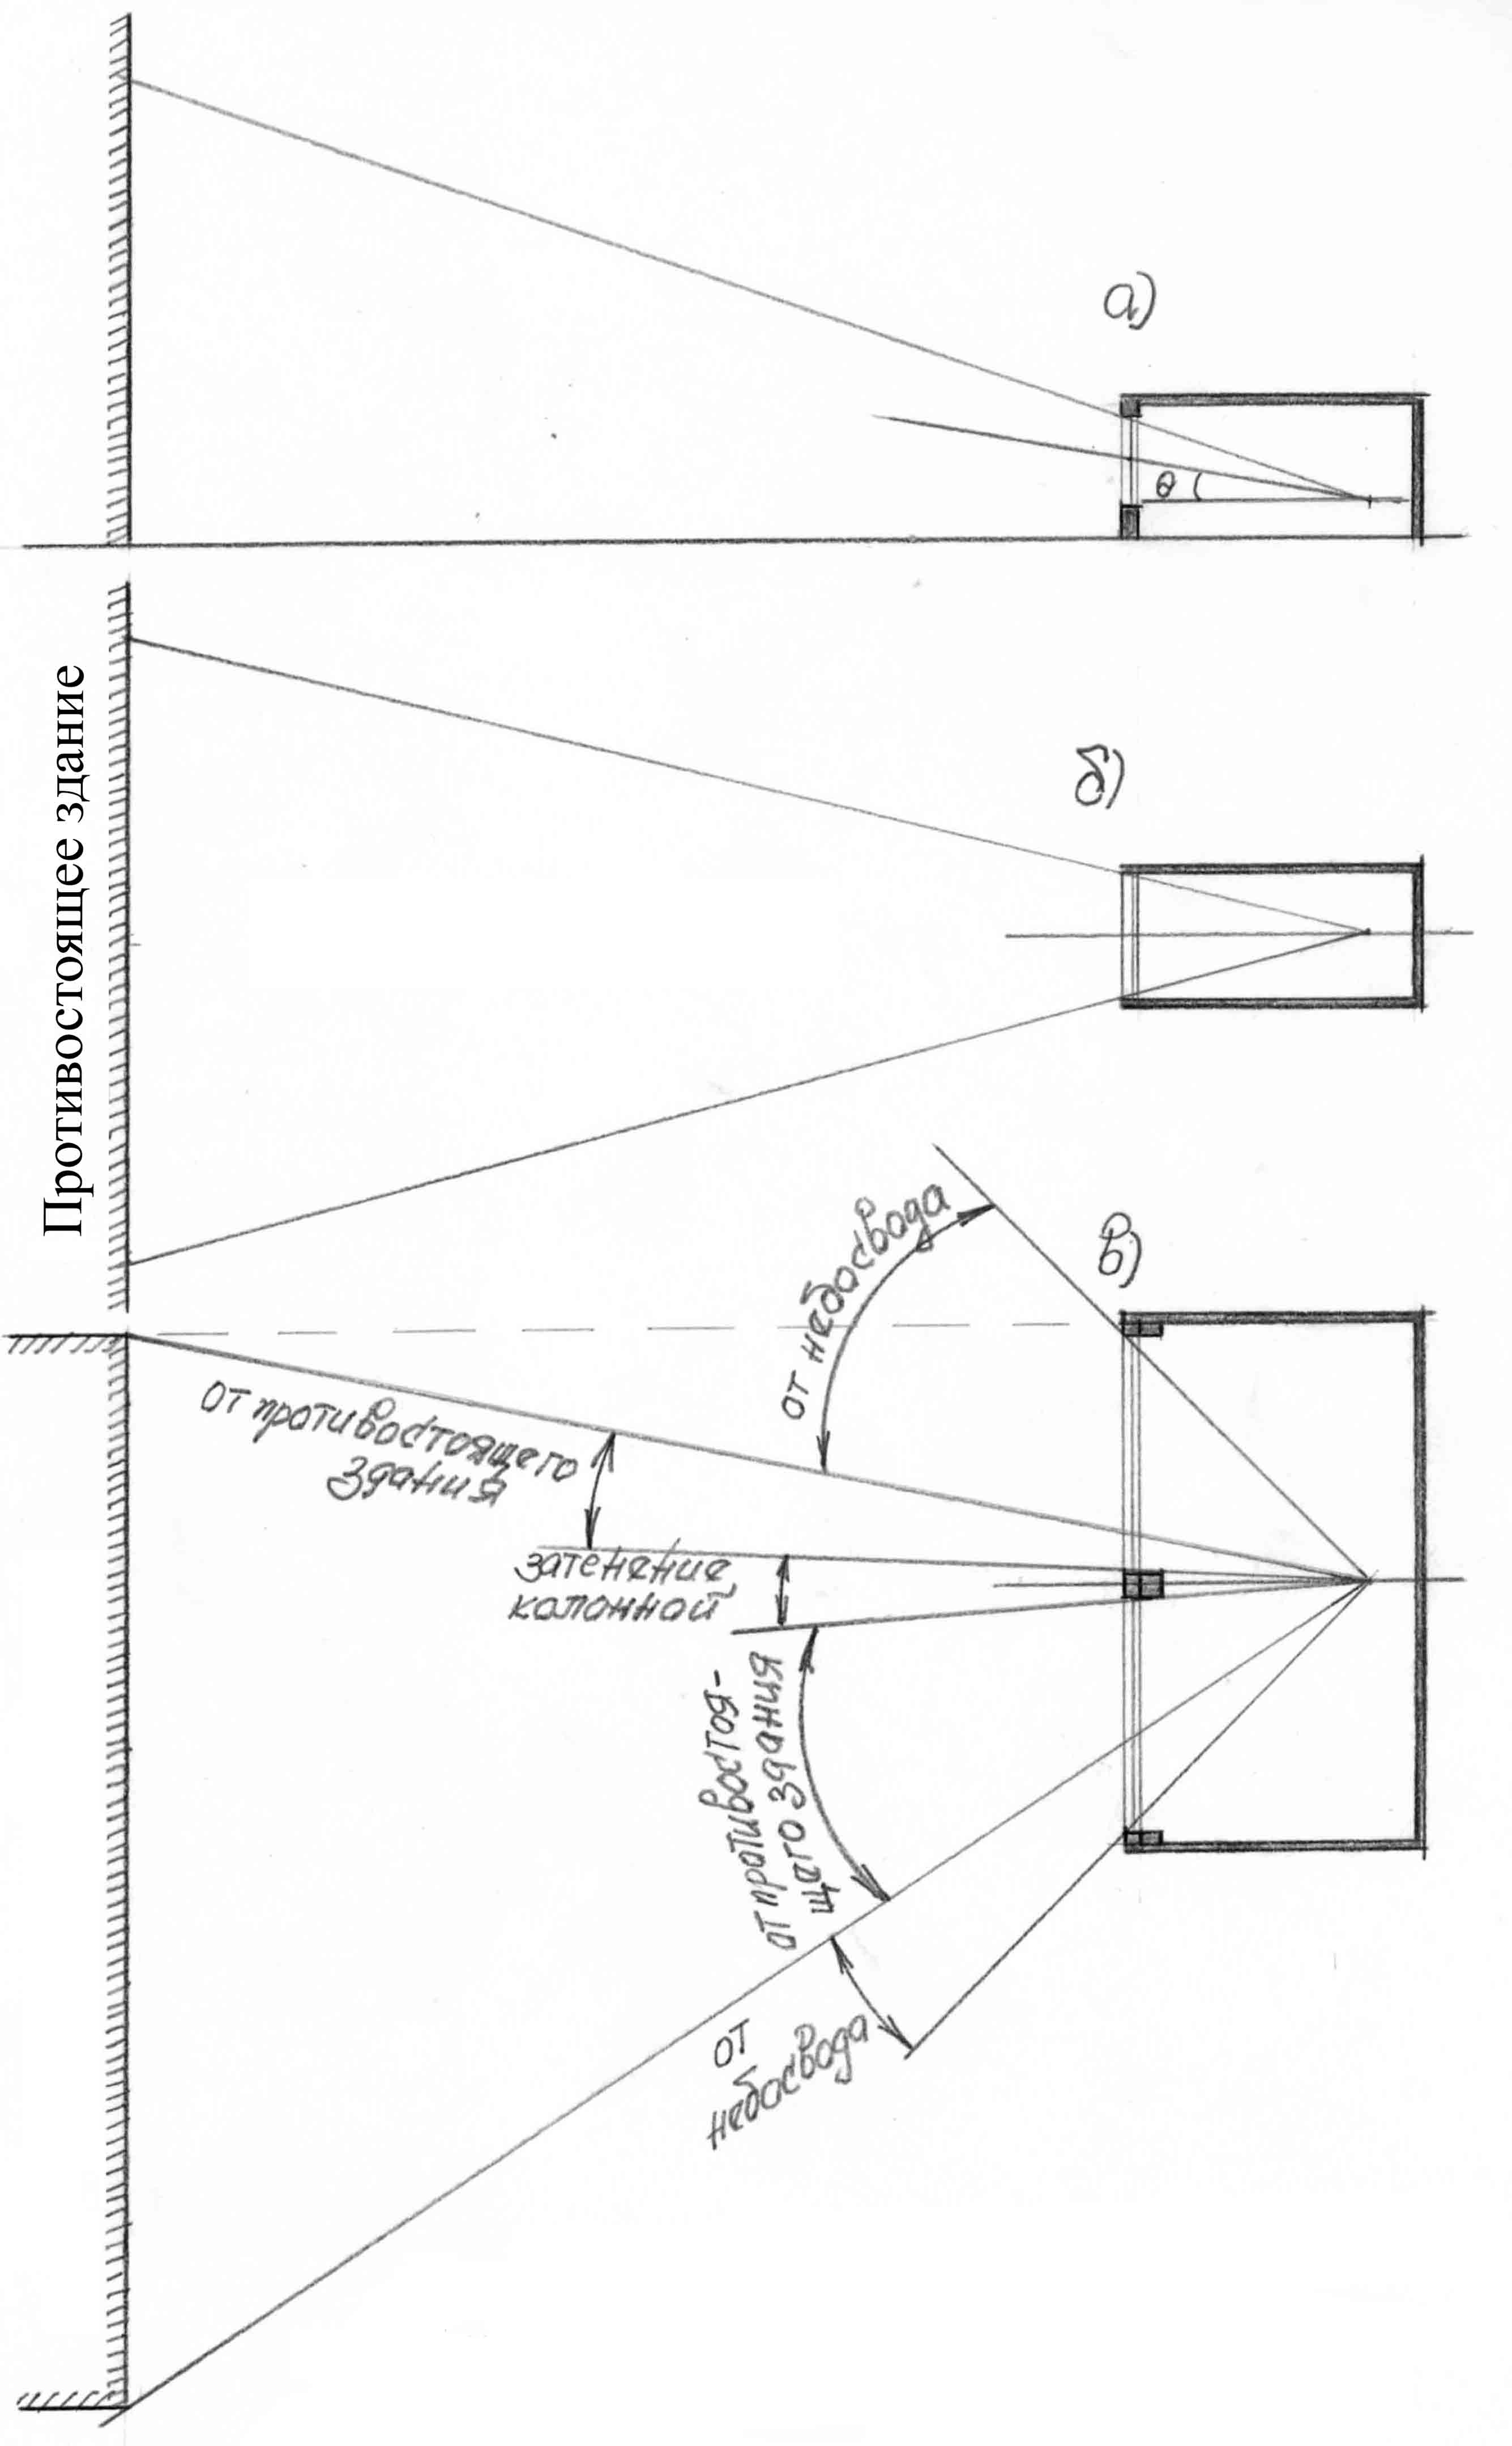 а)
θ
Противостоящее здание
б)
в)
от небосвода
от противостоящего
здания
затенение
колонной
от противостоя-
щего здания
от
небосвода